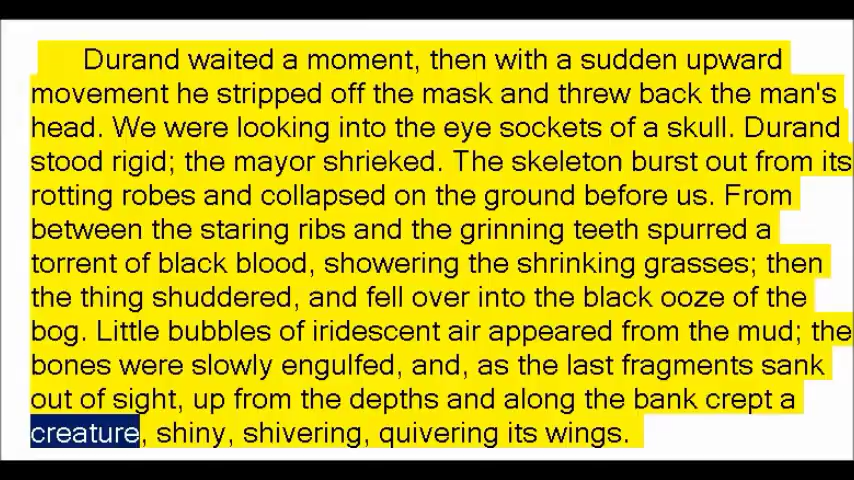 Durand waited a moment, then with a sudden upward
movement he stripped off the mask and threw back the man's
head. We were looking into the eye sockets of a skull. Durand
stood rigid; the mayor shrieked. The skeleton burst out from its
rotting robes and collapsed on the ground before us. From
between the staring ribs and the grinning teeth spurred a
torrent of black blood, showering the shrinking grasses; then
the thing shuddered, and fell over into the black ooze of the
bog. Little bubbles of iridescent air appeared from the mud; the
bones were slowly engulfed, and, as the last fragments sank
out of sight, up from the depths and along the bank crept a
creature, shiny, shivering, quivering its wings.